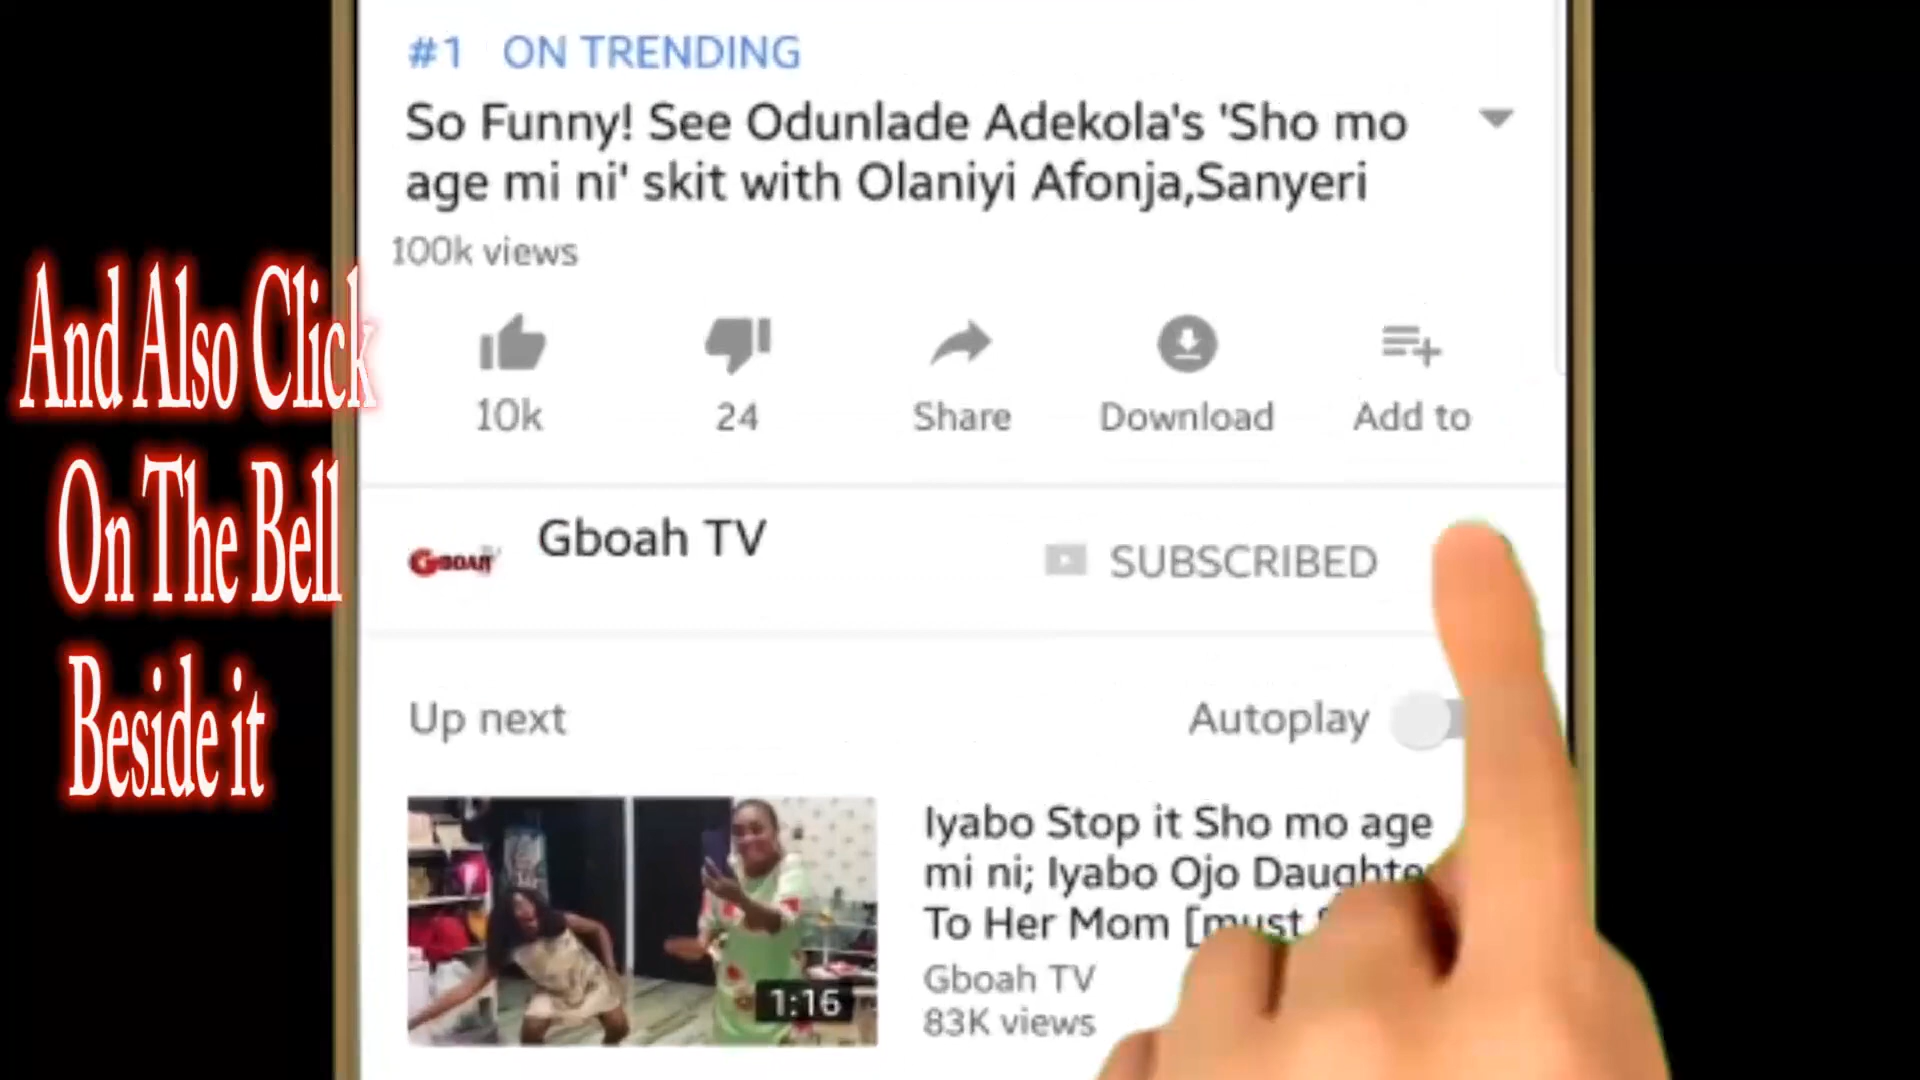 #1 ON TRENDING
So Funny! See Odunlade Adekola's 'Sho mo
age mi ni' skit with Olaniyi Afonja,Sanyeri
100k views
10k
24
Share
Download
Add to
And Also Click
On The Bell
Beside it
GBOAH TV
Gboah TV
SUBSCRIBED
Up next
Autoplay
1:16
Iyabo Stop it Sho mo age
mi ni; Iyabo Ojo
To Her Mom [must
Gboah TV
83K views